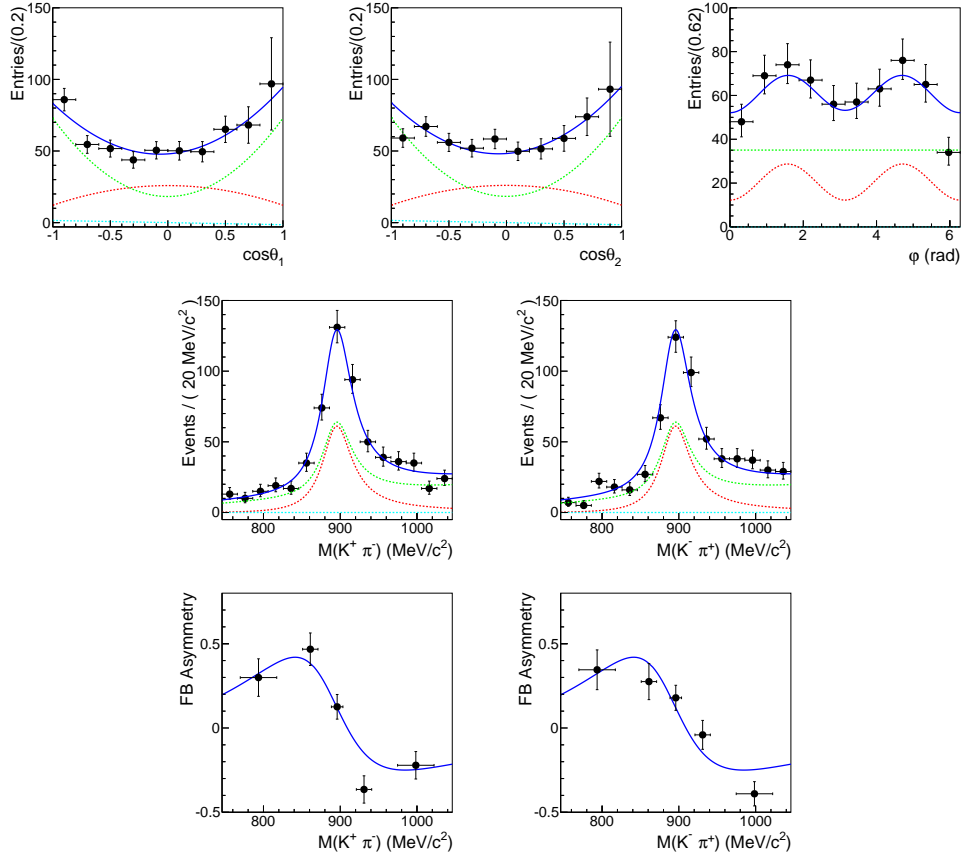 Entries/(0.2)
150
100
50
0
-1 -0.5 0 0.5 1
cosθ1
Entries/(0.2)
150
100
50
0
-1 -0.5 0 0.5 1
cosθ2
Entries/(0.62)
100
80
60
40
20
0
0 2 4 6
φ (rad)
Events / ( 20 MeV/c²)
150
100
50
0
800 900 1000
M(K⁺ π⁻) (MeV/c²)
Events / ( 20 MeV/c²)
150
100
50
0
800 900 1000
M(K⁻ π⁺) (MeV/c²)
FB Asymmetry
0.5
0
-0.5
800 900 1000
M(K⁺ π⁻) (MeV/c²)
FB Asymmetry
0.5
0
-0.5
800 900 1000
M(K⁻ π⁺) (MeV/c²)